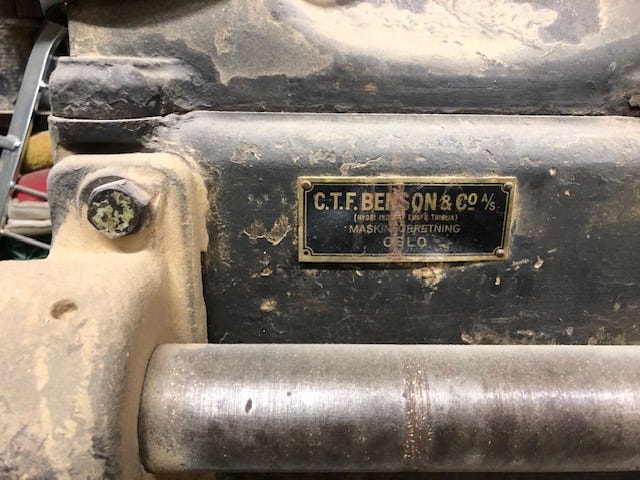 C.T.F. BENSON & Co A/S
MASKINFORRETNING
OSLO